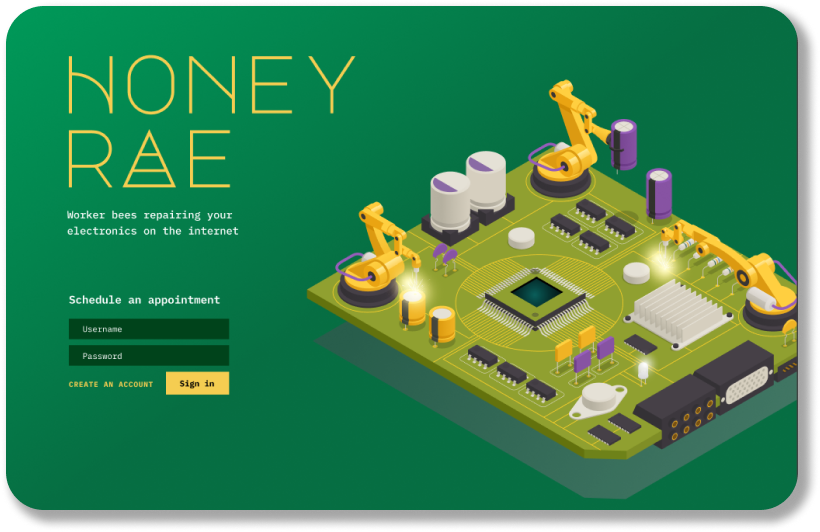 HONEY
RAE
Worker bees repairing your
electronics on the internet
Schedule an appointment
Username
Password
CREATE AN ACCOUNT
Sign in